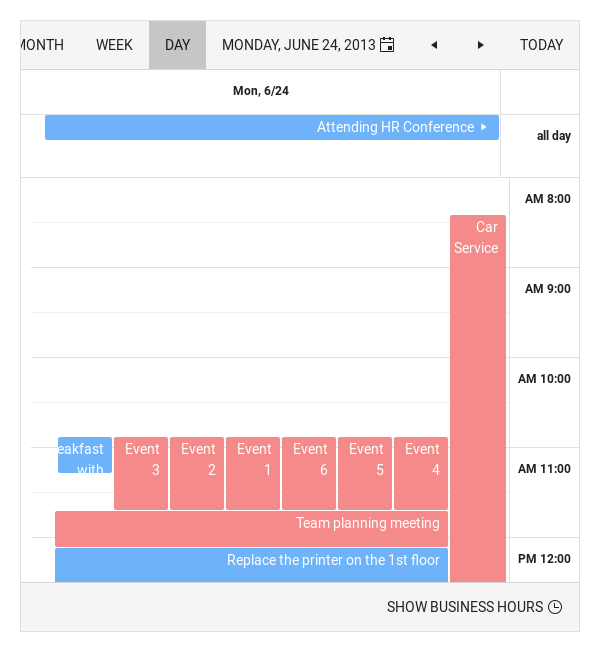 WEEK
DAY
MONDAY, JUNE 24, 2013
TODAY
Mon, 6/24
all day
Attending HR Conference
AM 8:00
Car
Service
AM 9:00
AM 10:00
AM 11:00
with
Event
3
Event
2
Event
1
Event
6
Event
5
Event
4
Team planning meeting
PM 12:00
Replace the printer on the 1st floor
SHOW BUSINESS HOURS